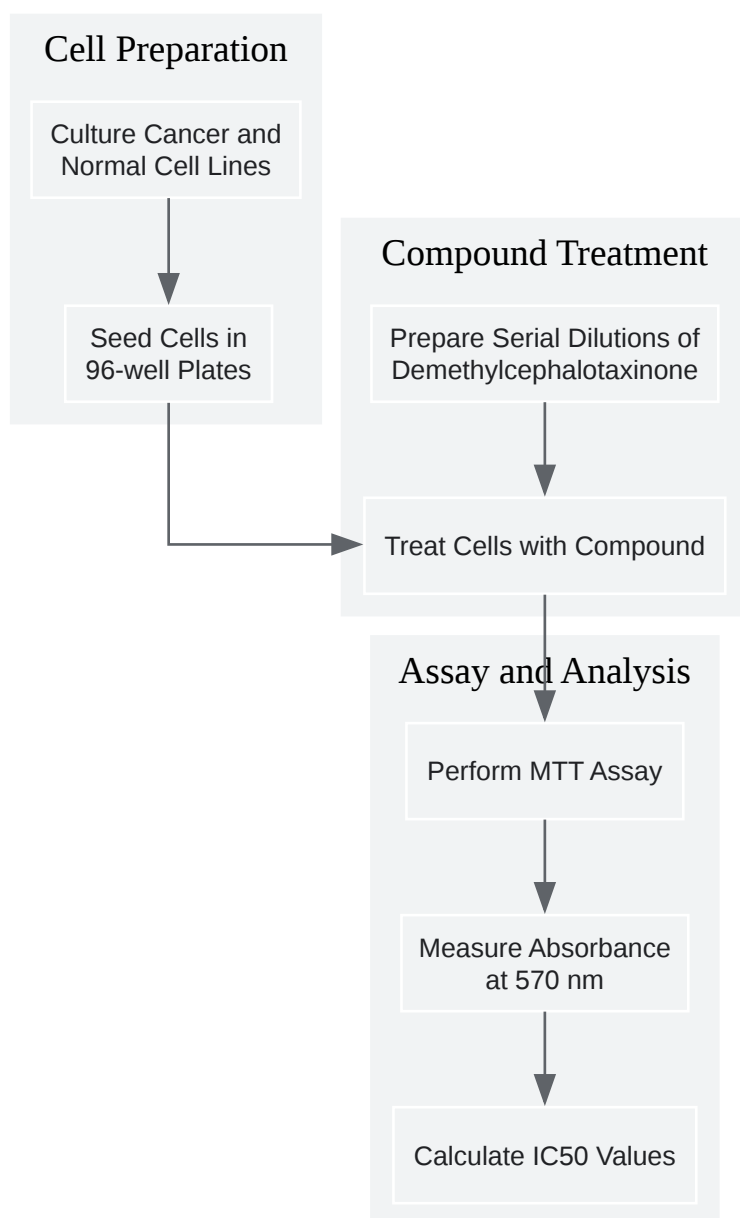 Cell Preparation
Culture Cancer and
Normal Cell Lines
Seed Cells in
96-well Plates
Compound Treatment
Prepare Serial Dilutions of
Demethylcephalotaxinone
Treat Cells with Compound
Assay and Analysis
Perform MTT Assay
Measure Absorbance
at 570 nm
Calculate IC50 Values